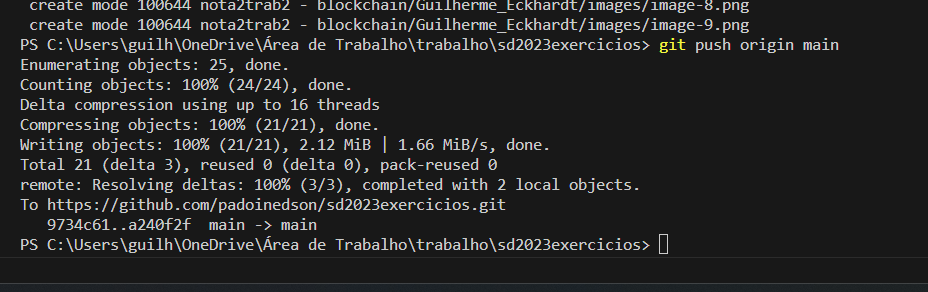 create mode 100644 nota2trab2 - blockchain/Guilherme_Eckhardt/images/image-8.png
create mode 100644 nota2trab2 - blockchain/Guilherme_Eckhardt/images/image-9.png
PS C:\Users\guilh\OneDrive\Área de Trabalho\trabalho\sd2023exercicios> git push origin main
Enumerating objects: 25, done.
Counting objects: 100% (24/24), done.
Delta compression using up to 16 threads
Compressing objects: 100% (21/21), done.
Writing objects: 100% (21/21), 2.12 MiB | 1.66 MiB/s, done.
Total 21 (delta 3), reused 0 (delta 0), pack-reused 0
remote: Resolving deltas: 100% (3/3), completed with 2 local objects.
To https://github.com/padoinedson/sd2023exercicios.git
9734c61..a240f2f  main -> main
PS C:\Users\guilh\OneDrive\Área de Trabalho\trabalho\sd2023exercicios>